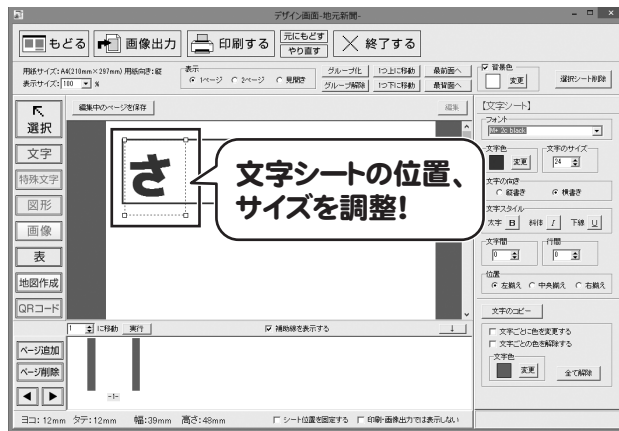 デザイン画面-地元新聞-
もどる 画像出力 印刷する 元にもどす やり直す 終了する
用紙サイズ:A4(210mm×297mm) 用紙向き:縦
表示サイズ: 100 %
表示
1ページ 2ページ 見開き
グループ化 1つ上に移動 最前面へ
グループ解除 1つ下に移動 最背面へ
背景色
変更
選択シート削除
編集中のページを保存
編集
選択
文字
特殊文字
図形
画像
表
地図作成
QRコード
さ
文字シートの位置、
サイズを調整!
【文字シート】
フォント
M+ 2c black
文字色
変更
文字のサイズ
24
文字の向き
縦書き 横書き
文字スタイル
太字 B 斜体 I 下線 U
文字間
0
行間
0
位置
左揃え 中央揃え 右揃え
文字のコピー
文字ごとに色を変更する
文字ごとの色を解除する
文字色
変更
全て解除
1 に移動 実行
補助線を表示する
↓
ページ追加
ページ削除
-1-
ヨコ: 12mm タテ: 12mm 幅:39mm 高さ:48mm
シート位置を固定する 印刷・画像出力では表示しない